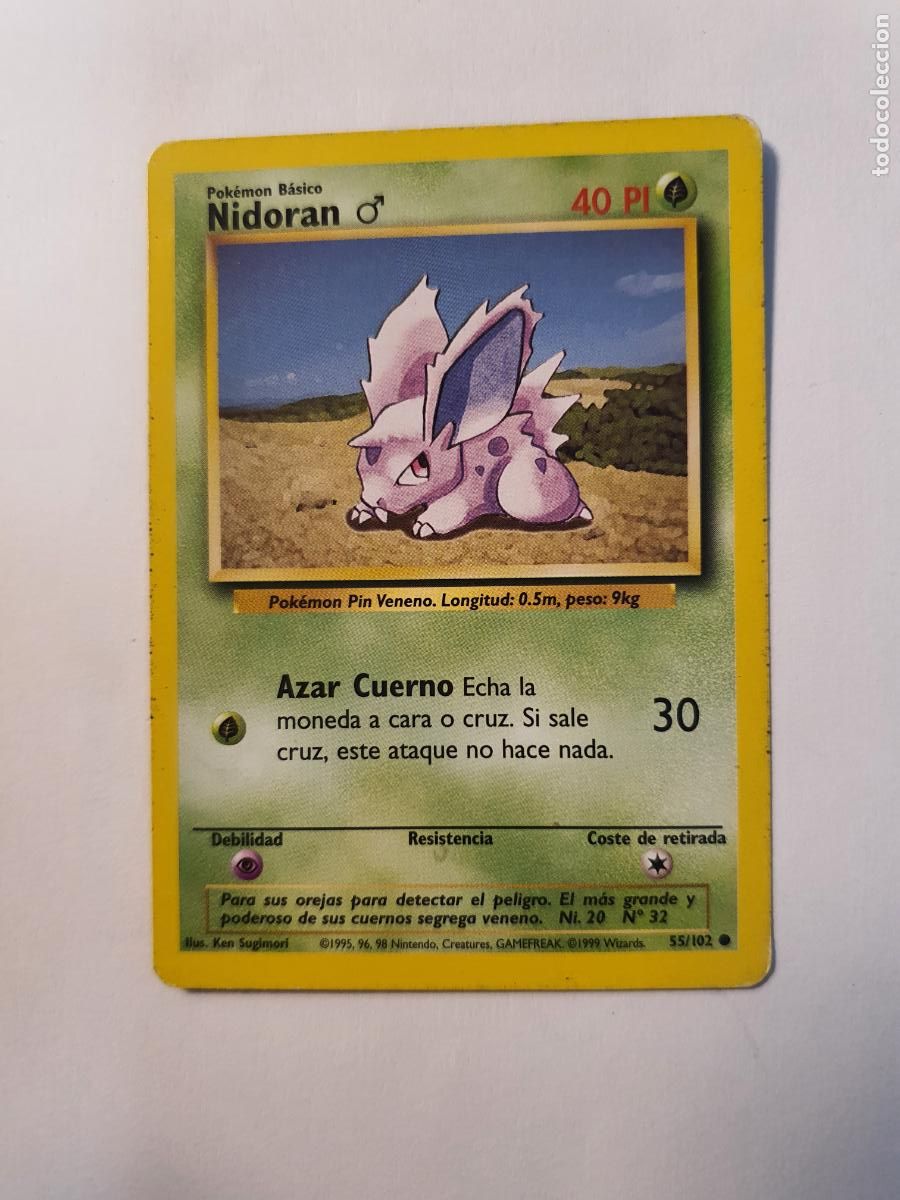 todocoleccion
Pokémon Básico
Nidoran ♂
40 PI
Pokémon Pin Veneno. Longitud: 0.5m, peso: 9kg
Azar Cuerno Echa la
moneda a cara o cruz. Si sale
cruz, este ataque no hace nada.
30
Debilidad Resistencia Coste de retirada
Para sus orejas para detectar el peligro. El más grande y
poderoso de sus cuernos segrega veneno. Ni. 20 Nº 32
Ilus. Ken Sugimori ©1995, 96, 98 Nintendo, Creatures, GAMEFREAK. ©1999 Wizards. 55/102 ●